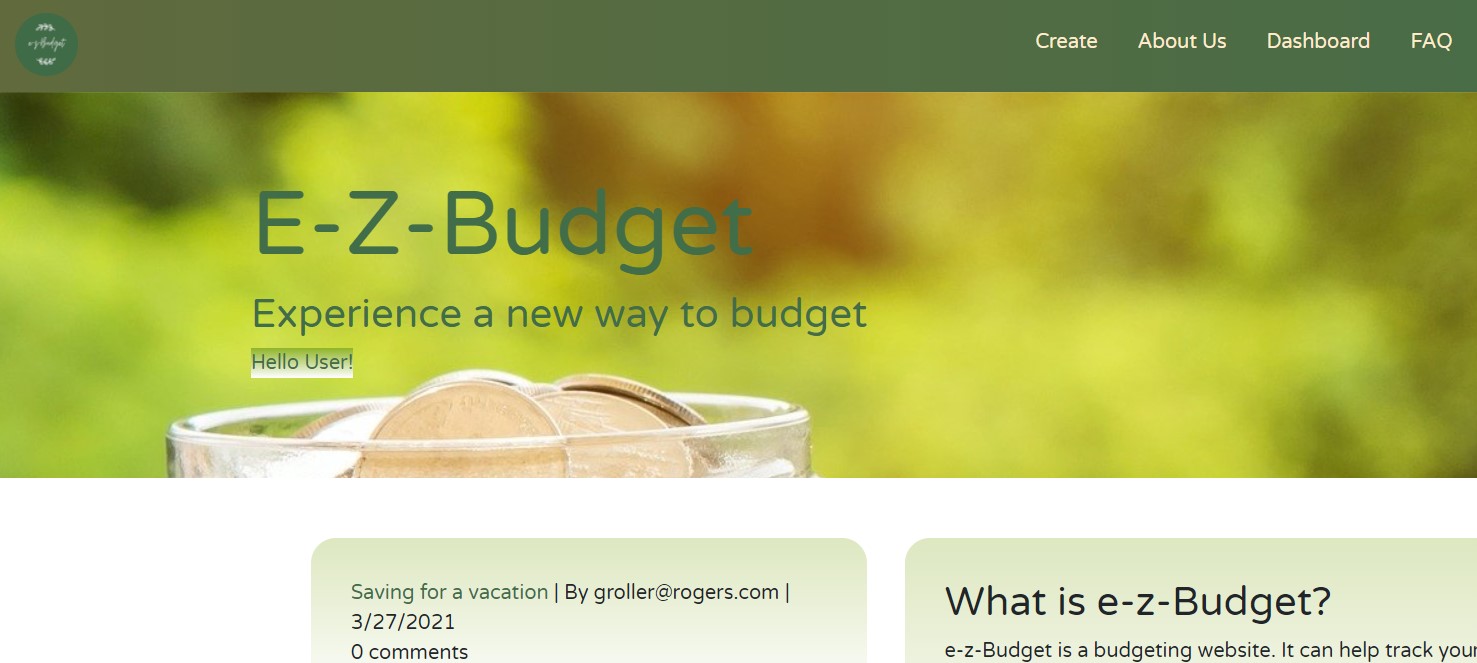 e-z-Budget
Create About Us Dashboard FAQ
E-Z-Budget
Experience a new way to budget
Hello User!
Saving for a vacation | By groller@rogers.com |
3/27/2021
0 comments
What is e-z-Budget?
e-z-Budget is a budgeting website. It can help track your